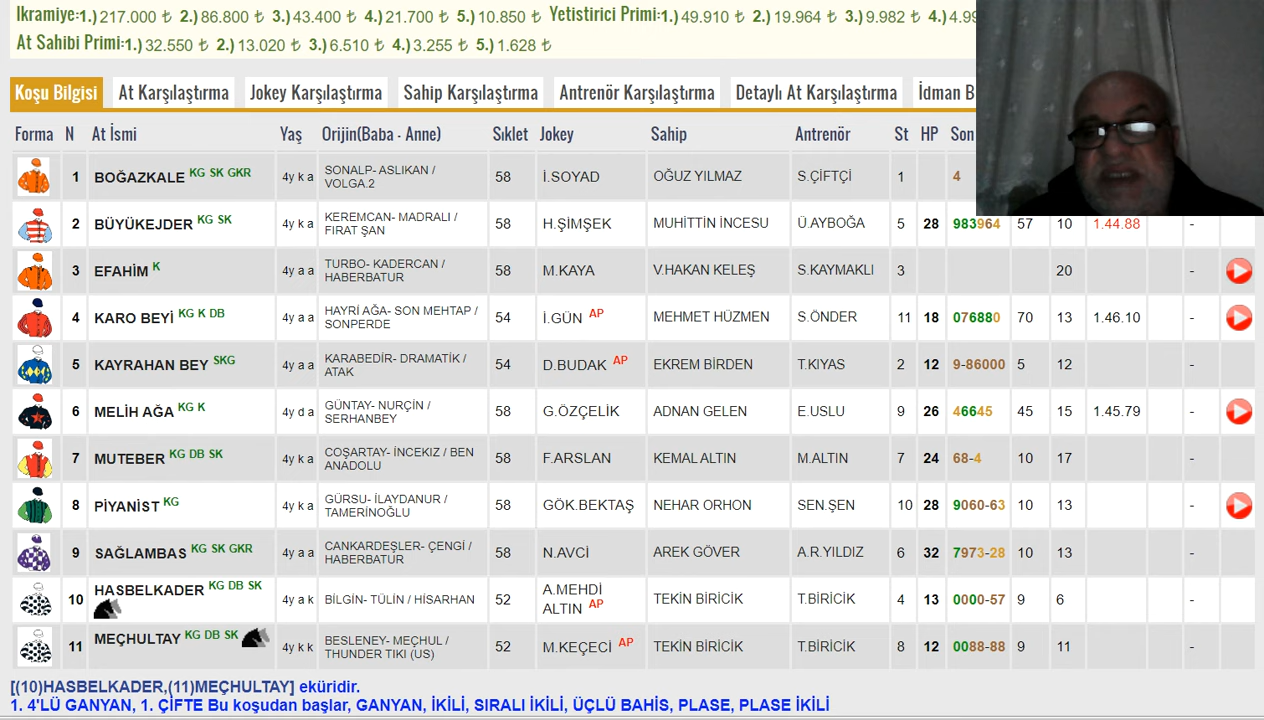 İkramiye:1.) 217.000 ₺ 2.) 86.800 ₺ 3.) 43.400 ₺ 4.) 21.700 ₺ 5.) 10.850 ₺ Yetistirici Primi:1.) 49.910 ₺ 2.) 19.964 ₺ 3.) 9.982 ₺ 4.) 4.99
At Sahibi Primi:1.) 32.550 ₺ 2.) 13.020 ₺ 3.) 6.510 ₺ 4.) 3.255 ₺ 5.) 1.628 ₺
Koşu Bilgisi At Karşılaştırma Jokey Karşılaştırma Sahip Karşılaştırma Antrenör Karşılaştırma Detaylı At Karşılaştırma İdman B
Forma N At İsmi Yaş Orijin(Baba - Anne) Sıklet Jokey Sahip Antrenör St HP Son
1 BOĞAZKALE KG SK GKR 4y k a SONALP- ASLIKAN / VOLGA.2 58 İ.SOYAD OĞUZ YILMAZ S.ÇİFTÇİ 1 4
2 BÜYÜKEJDER KG SK 4y k a KEREMCAN- MADRALI / FIRAT ŞAN 58 H.ŞİMŞEK MUHİTTİN İNCESU Ü.AYBOĞA 5 28 983964 57 10 1.44.88 -
3 EFAHİM K 4y a a TURBO- KADERCAN / HABERBATUR 58 M.KAYA V.HAKAN KELEŞ S.KAYMAKLI 3 20 -
4 KARO BEYİ KG K DB 4y a a HAYRİ AĞA- SON MEHTAP / SONPERDE 54 İ.GÜN AP MEHMET HÜZMEN S.ÖNDER 11 18 076880 70 13 1.46.10 -
5 KAYRAHAN BEY SKG 4y a a KARABEDİR- DRAMATİK / ATAK 54 D.BUDAK AP EKREM BİRDEN T.KIYAS 2 12 9-86000 5 12 -
6 MELİH AĞA KG K 4y d a GÜNTAY- NURÇİN / SERHANBEY 58 G.ÖZÇELİK ADNAN GELEN E.USLU 9 26 46645 45 15 1.45.79 -
7 MUTEBER KG DB SK 4y k a COŞARTAY- İNCEKIZ / BEN ANADOLU 58 F.ARSLAN KEMAL ALTIN M.ALTIN 7 24 68-4 10 17 -
8 PİYANİST KG 4y k a GÜRSU- İLAYDANUR / TAMERİNOĞLU 58 GÖK.BEKTAŞ NEHAR ORHON SEN.ŞEN 10 28 9060-63 10 13 -
9 SAĞLAMBAS KG SK GKR 4y a a CANKARDEŞLER- ÇENGİ / HABERBATUR 58 N.AVCİ AREK GÖVER A.R.YILDIZ 6 32 7973-28 10 13 -
10 HASBELKADER KG DB SK 4y a k BİLGİN- TÜLİN / HİSARHAN 52 A.MEHDİ ALTIN AP TEKİN BİRİCİK T.BİRİCİK 4 13 0000-57 9 6 -
11 MEÇHULTAY KG DB SK 4y k k BESLENEY- MEÇHUL / THUNDER TIKI (US) 52 M.KEÇECİ AP TEKİN BİRİCİK T.BİRİCİK 8 12 0088-88 9 11 -
[(10)HASBELKADER,(11)MEÇHULTAY] eküridir.
1. 4'LÜ GANYAN, 1. ÇİFTE Bu koşudan başlar, GANYAN, İKİLİ, SIRALI İKİLİ, ÜÇLÜ BAHİS, PLASE, PLASE İKİLİ